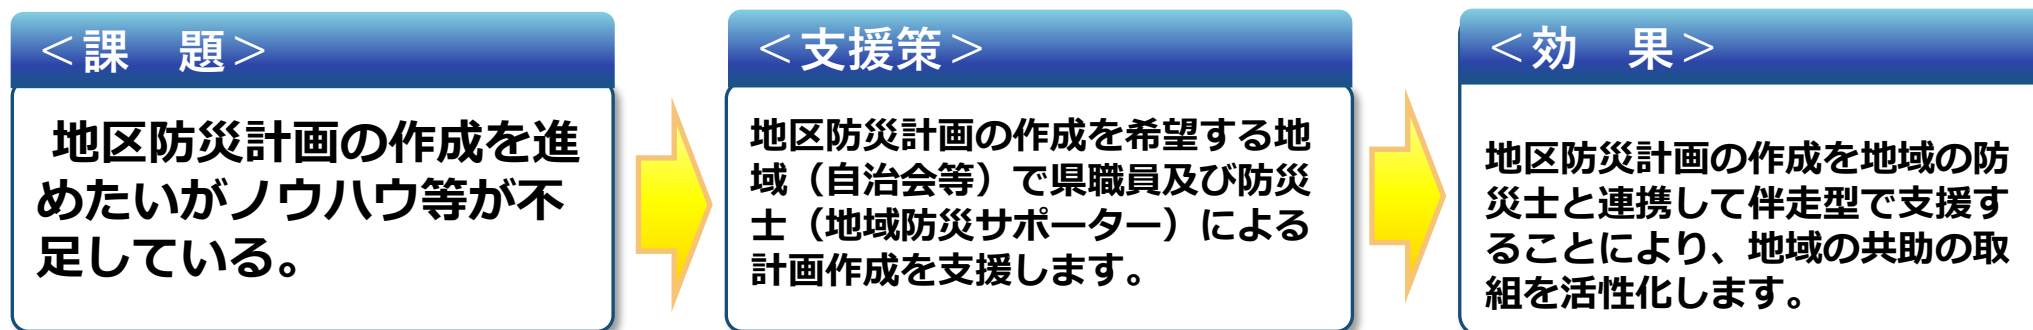 ＜課　題＞
地区防災計画の作成を進
めたいがノウハウ等が不
足している。
＜支援策＞
地区防災計画の作成を希望する地
域（自治会等）で県職員及び防災
士（地域防災サポーター）による
計画作成を支援します。
＜効　果＞
地区防災計画の作成を地域の防
災士と連携して伴走型で支援す
ることにより、地域の共助の取
組を活性化します。